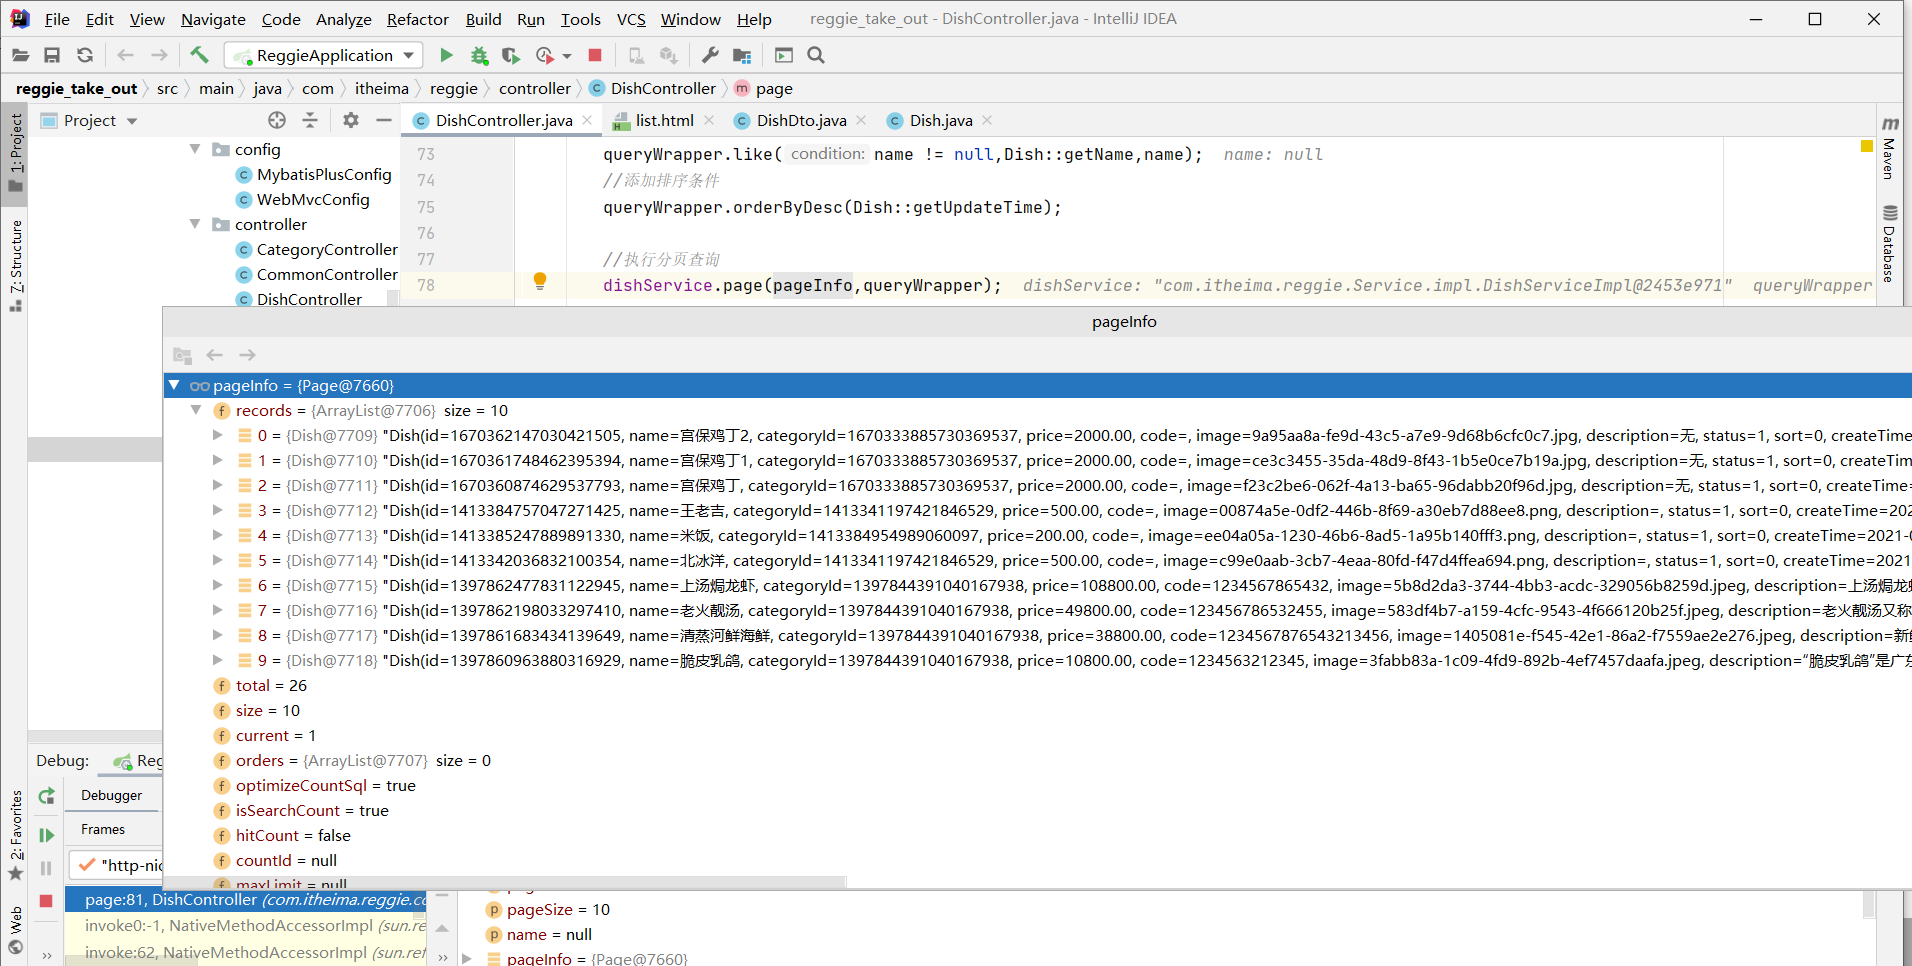 File Edit View Navigate Code Analyze Refactor Build Run Tools VCS Window Help reggie_take_out - DishController.java - IntelliJ IDEA
ReggieApplication
reggie_take_out src main java com itheima reggie controller DishController page
Project
DishController.java list.html DishDto.java Dish.java
1: Project
7: Structure
2: Favorites
Web
Maven
Database
config
MybatisPlusConfig
WebMvcConfig
controller
CategoryController
CommonController
DishController
73 queryWrapper.like( condition: name != null,Dish::getName,name); name: null
74 //添加排序条件
75 queryWrapper.orderByDesc(Dish::getUpdateTime);
76
77 //执行分页查询
78 dishService.page(pageInfo,queryWrapper); dishService: "com.itheima.reggie.Service.impl.DishServiceImpl@2453e971" queryWrapper
pageInfo
pageInfo = {Page@7660}
records = {ArrayList@7706} size = 10
0 = {Dish@7709} "Dish(id=1670362147030421505, name=宫保鸡丁2, categoryId=1670333885730369537, price=2000.00, code=, image=9a95aa8a-fe9d-43c5-a7e9-9d68b6cfc0c7.jpg, description=无, status=1, sort=0, createTime
1 = {Dish@7710} "Dish(id=1670361748462395394, name=宫保鸡丁1, categoryId=1670333885730369537, price=2000.00, code=, image=ce3c3455-35da-48d9-8f43-1b5e0ce7b19a.jpg, description=无, status=1, sort=0, createTim
2 = {Dish@7711} "Dish(id=1670360874629537793, name=宫保鸡丁, categoryId=1670333885730369537, price=2000.00, code=, image=f23c2be6-062f-4a13-ba65-96dabb20f96d.jpg, description=无, status=1, sort=0, createTime=
3 = {Dish@7712} "Dish(id=1413384757047271425, name=王老吉, categoryId=1413341197421846529, price=500.00, code=, image=00874a5e-0df2-446b-8f69-a30eb7d88ee8.png, description=, status=1, sort=0, createTime=202
4 = {Dish@7713} "Dish(id=1413385247889891330, name=米饭, categoryId=1413384954989060097, price=200.00, code=, image=ee04a05a-1230-46b6-8ad5-1a95b140fff3.png, description=, status=1, sort=0, createTime=2021-0
5 = {Dish@7714} "Dish(id=1413342036832100354, name=北冰洋, categoryId=1413341197421846529, price=500.00, code=, image=c99e0aab-3cb7-4eaa-80fd-f47d4ffea694.png, description=, status=1, sort=0, createTime=2021
6 = {Dish@7715} "Dish(id=1397862477831122945, name=上汤焗龙虾, categoryId=1397844391040167938, price=108800.00, code=1234567865432, image=5b8d2da3-3744-4bb3-acdc-329056b8259d.jpeg, description=上汤焗龙虾
7 = {Dish@7716} "Dish(id=1397862198033297410, name=老火靓汤, categoryId=1397844391040167938, price=49800.00, code=123456786532455, image=583df4b7-a159-4cfc-9543-4f666120b25f.jpeg, description=老火靓汤又称
8 = {Dish@7717} "Dish(id=1397861683434139649, name=清蒸河鲜海鲜, categoryId=1397844391040167938, price=38800.00, code=1234567876543213456, image=1405081e-f545-42e1-86a2-f7559ae2e276.jpeg, description=新鲜
9 = {Dish@7718} "Dish(id=1397860963880316929, name=脆皮乳鸽, categoryId=1397844391040167938, price=10800.00, code=1234563212345, image=3fabb83a-1c09-4fd9-892b-4ef7457daafa.jpeg, description="脆皮乳鸽"是广东
total = 26
size = 10
current = 1
orders = {ArrayList@7707} size = 0
optimizeCountSql = true
isSearchCount = true
hitCount = false
countId = null
maxLimit = null
Debug: Reg
Debugger
Frames
"http-nio
page:81, DishController (com.itheima.reggie.co
invoke0:-1, NativeMethodAccessorImpl (sun.re
invoke:62, NativeMethodAccessorImpl (sun.ref
pageSize = 10
name = null
pageInfo = {Page@7660}